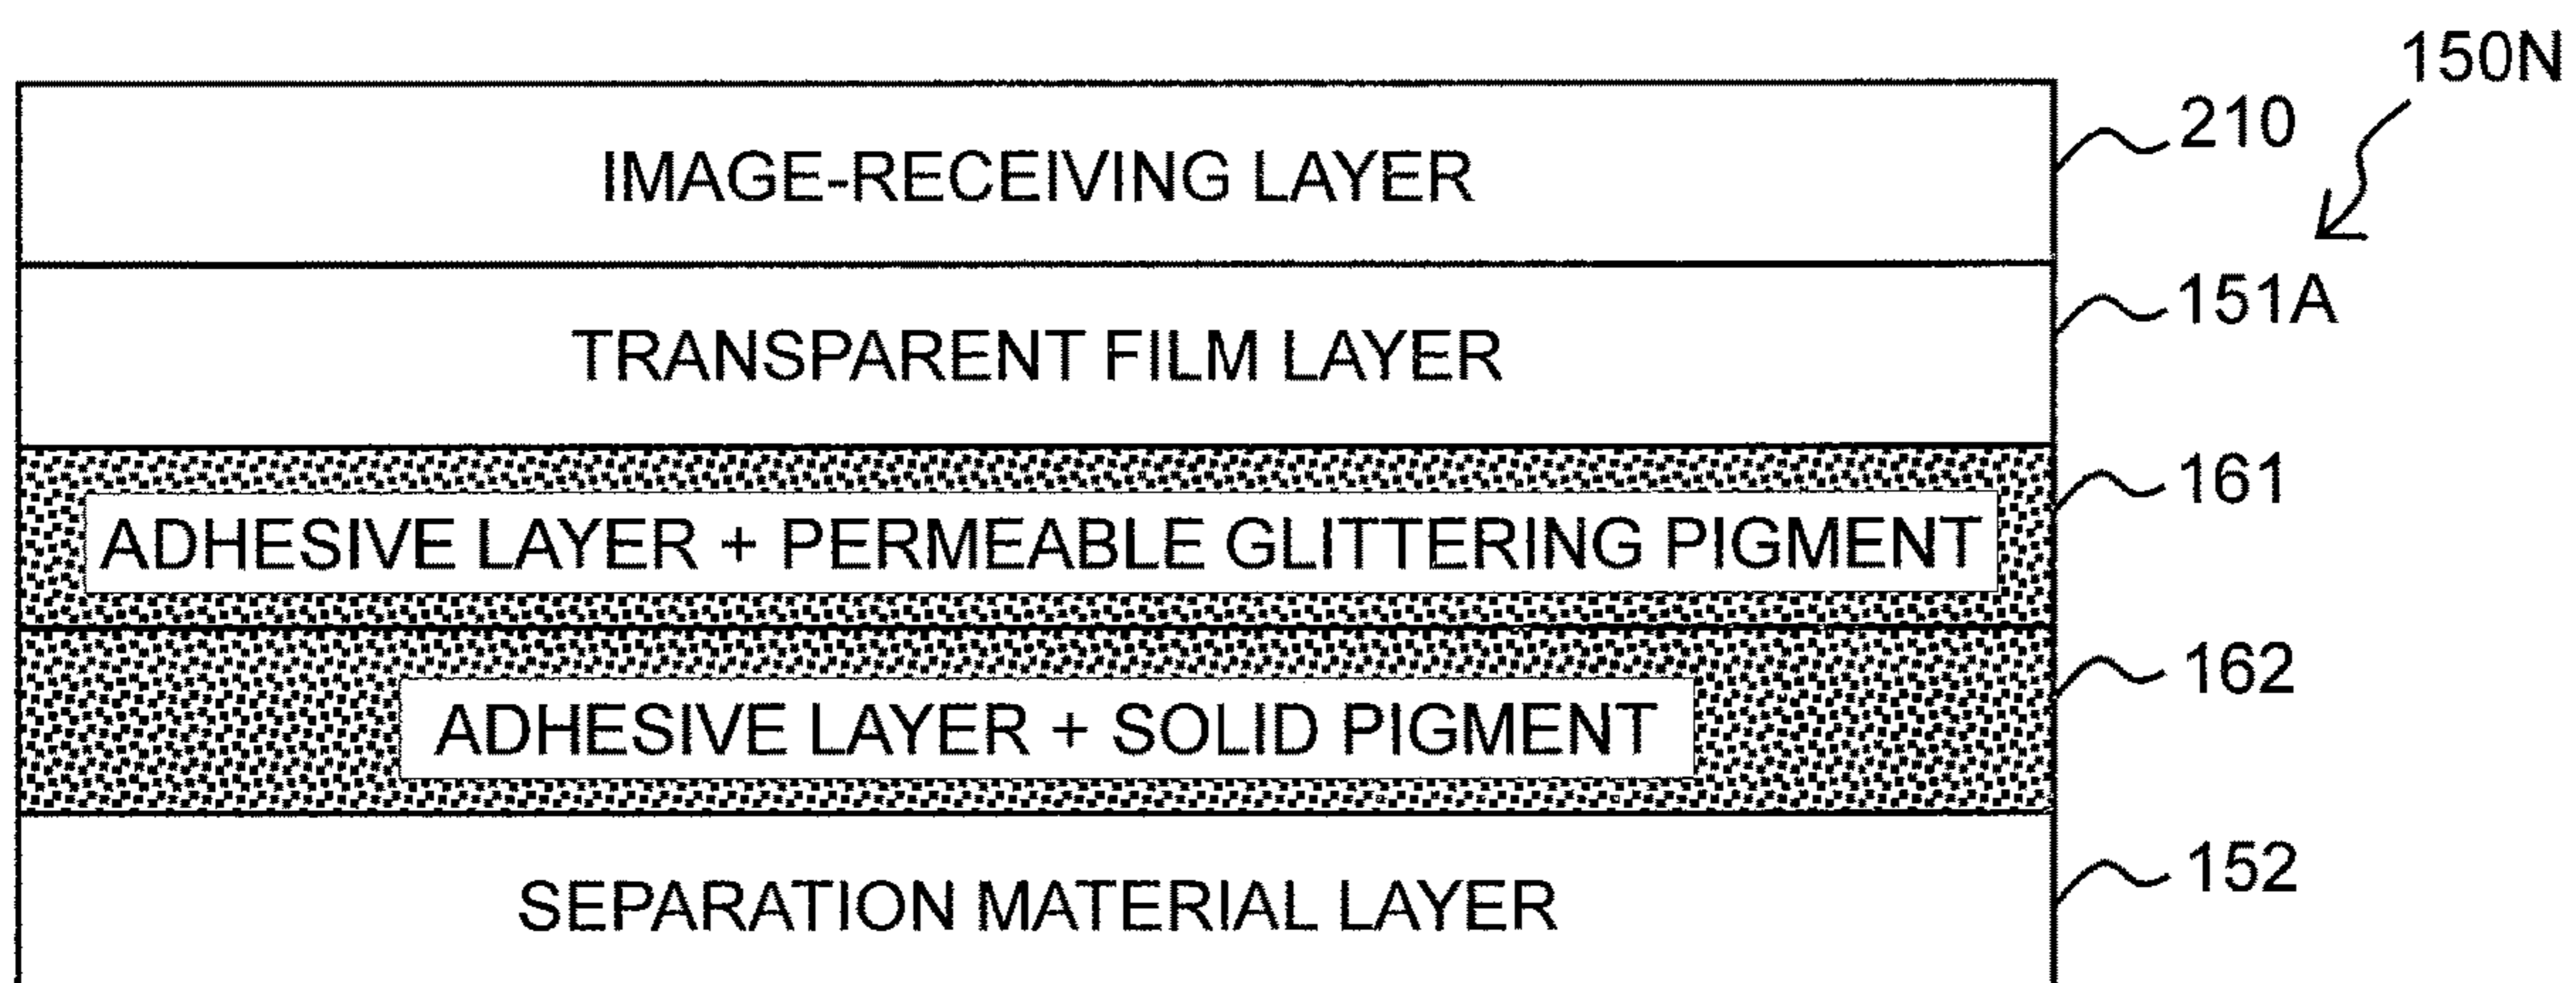 150N
IMAGE-RECEIVING LAYER 210
TRANSPARENT FILM LAYER 151A
ADHESIVE LAYER + PERMEABLE GLITTERING PIGMENT 161
ADHESIVE LAYER + SOLID PIGMENT 162
SEPARATION MATERIAL LAYER 152